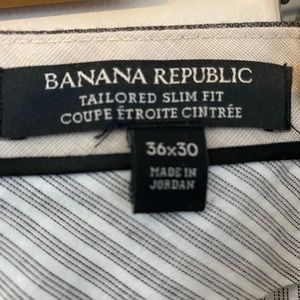 BANANA REPUBLIC
TAILORED SLIM FIT
COUPE ÉTROITE CINTRÉE
36x30
MADE IN
JORDAN